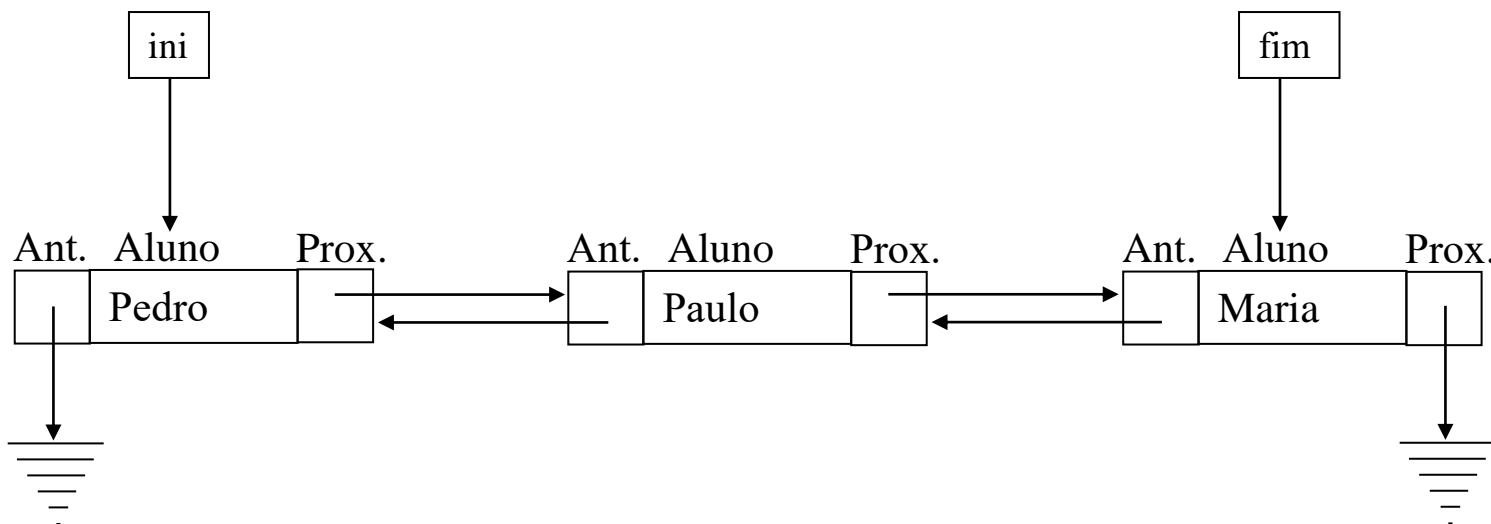 ini fim
Ant. Aluno Prox. Ant. Aluno Prox. Ant. Aluno Prox.
Pedro Paulo Maria